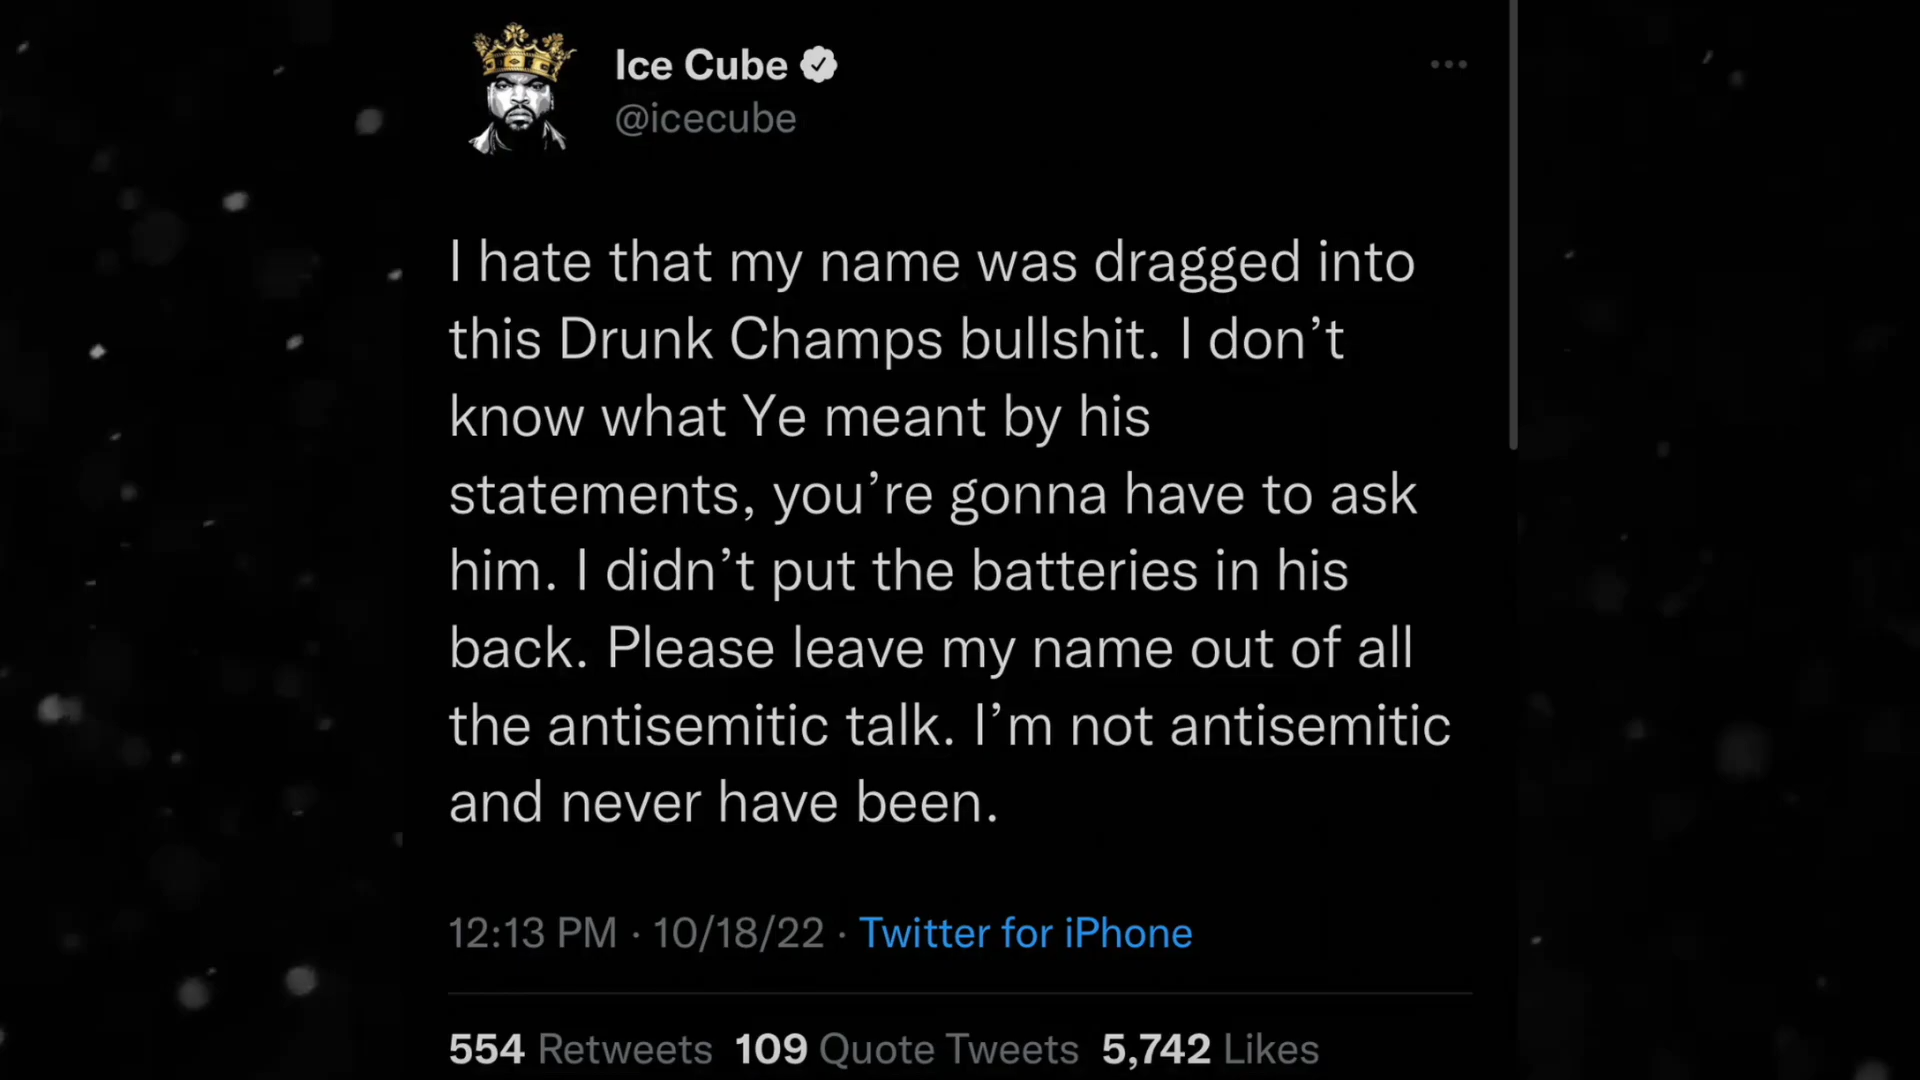 Ice Cube
@icecube
I hate that my name was dragged into
this Drunk Champs bullshit. I don’t
know what Ye meant by his
statements, you’re gonna have to ask
him. I didn’t put the batteries in his
back. Please leave my name out of all
the antisemitic talk. I’m not antisemitic
and never have been.
12:13 PM · 10/18/22 · Twitter for iPhone
554 Retweets 109 Quote Tweets 5,742 Likes